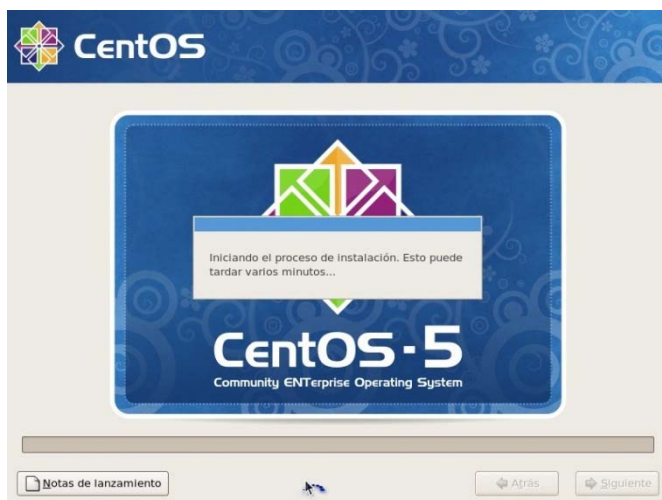 CentOS
Iniciando el proceso de instalación. Esto puede
tardar varios minutos...
CentOS-5
Community ENTerprise Operating System
Notas de lanzamiento
Atrás
Siguiente